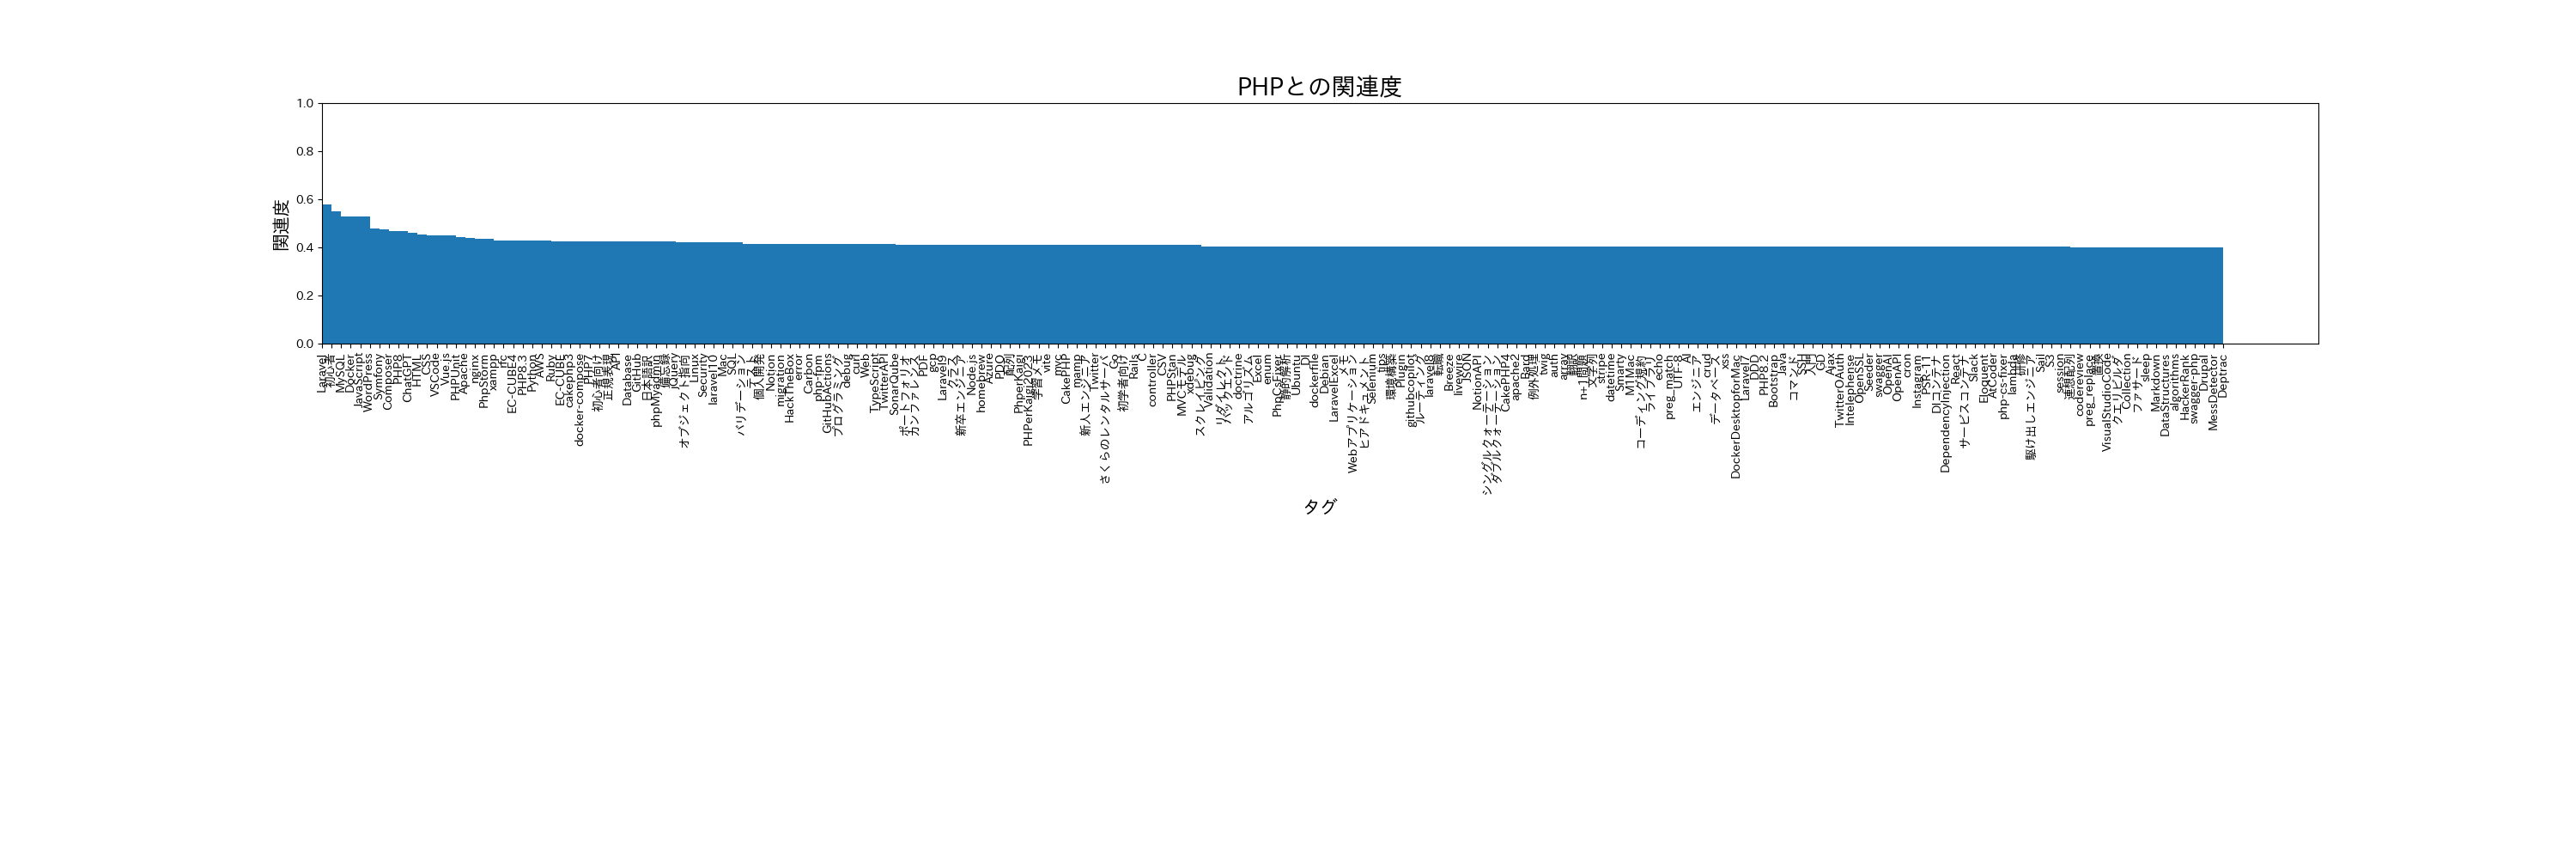 PHPとの関連度
関連度
1.0
0.8
0.6
0.4
0.2
0.0
Laravel
初心者
MySQL
Docker
JavaScript
WordPress
Symfony
Composer
PHP8
ChatGPT
HTML
CSS
VSCode
Vue.js
PHPUnit
Apache
nginx
PhpStorm
xampp
rfc
EC-CUBE4
PHP8.3
Python
AWS
Ruby
EC-CUBE
cakephp3
docker-compose
PHP7
初心者向け
正規表現
API
Database
GitHub
日本語訳
phpMyadmin
備忘録
jQuery
オブジェクト指向
Linux
Security
laravel10
Mac
SQL
バリデーション
テスト
個人開発
Notion
migration
HackTheBox
error
Carbon
php-fpm
GitHubActions
プログラミング
debug
curl
Web
TypeScript
TwitterAPI
SonarQube
ポートフォリオ
カンファレンス
PDF
gcp
Laravel9
クラス
新卒エンジニア
Node.js
homebrew
Azure
PDO
配列
PhperKaigi
PHPerKaigi2023
学習メモ
vite
mvc
CakePHP
mamp
新人エンジニア
Twitter
さくらのレンタルサーバ
Go
初学者向け
Rails
C
controller
CSV
PHPStan
MVCモデル
xdebug
スクレイピング
Validation
リダイレクト
バックエンド
doctrine
アルゴリズム
Excel
enum
PhpCsFixer
静的解析
Ubuntu
DI
dockerfile
Debian
LaravelExcel
メモ
Webアプリケーション
ヒアドキュメント
Selenium
tips
環境構築
Plugin
githubcopilot
ルーティング
laravel8
転職
Breeze
livewire
JSON
NotionAPI
シングルクォーテーション
ダブルクォーテーション
CakePHP4
apache2
Bard
例外処理
twig
auth
array
翻訳
n+1問題
文字列
stripe
datetime
Smarty
M1Mac
コーディング規約
ライブラリ
echo
preg_match
UTF-8
AI
エンジニア
crud
データベース
xss
DockerDesktopforMac
Laravel7
DDD
PHP8.2
Bootstrap
Java
コマンド
SSH
入門
GD
Ajax
TwitterOAuth
Intelephense
OpenSSL
Seeder
swagger
OpenAI
OpenAPI
cron
Instagram
PSR-11
DIコンテナ
DependencyInjection
React
サービスコンテナ
Slack
Eloquent
AtCoder
php-cs-fixer
lambda
駆け出しエンジニア
Sail
S3
session
連想配列
codereview
preg_replace
置換
VisualStudioCode
クエリビルダ
Collection
ファサード
sleep
Markdown
DataStructures
algorithms
HackerRank
swagger-php
Drupal
MessDetector
Deptrac
タグ